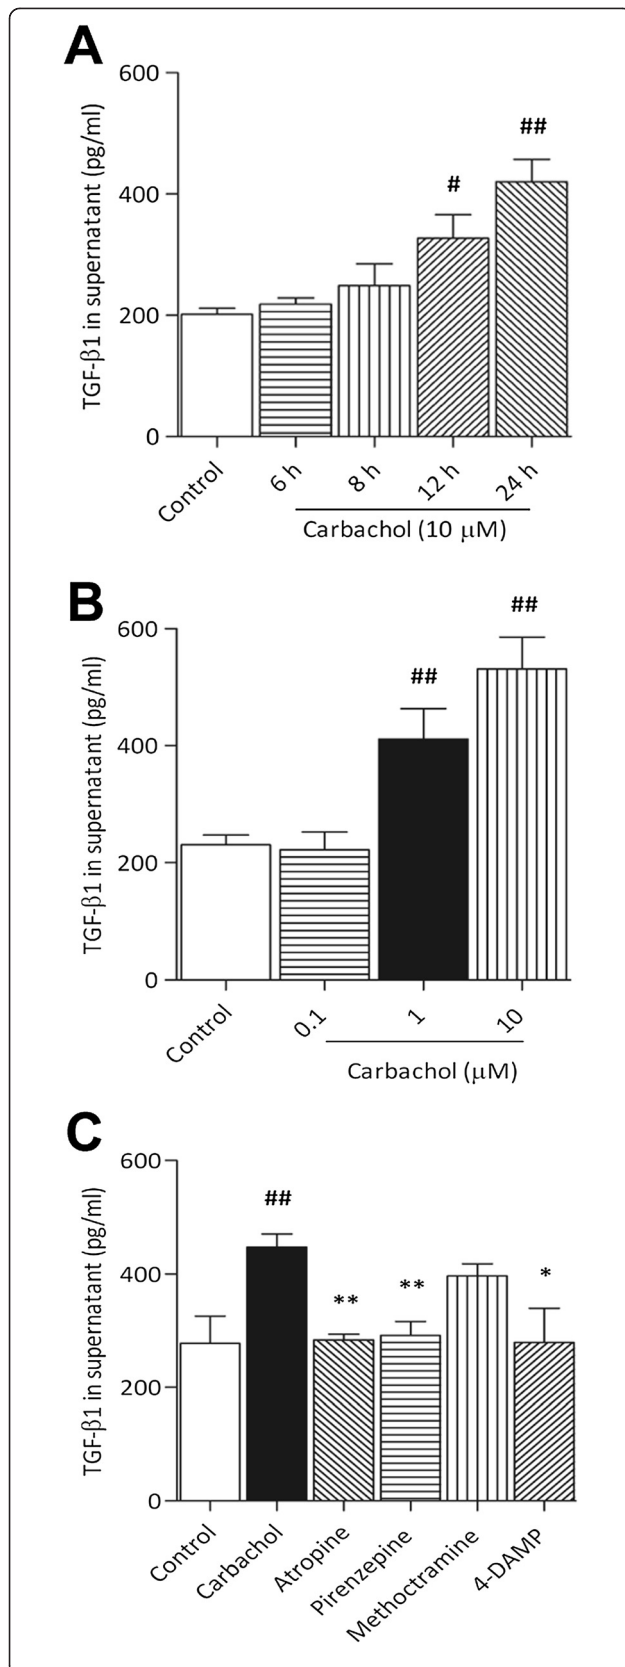 A
TGF-β1 in supernatant (pg/ml)
600
400
200
0
#
##
Control
6 h
8 h
12 h
24 h
Carbachol (10 μM)
B
TGF-β1 in supernatant (pg/ml)
600
400
200
0
##
##
Control
0.1
1
10
Carbachol (μM)
C
TGF-β1 in supernatant (pg/ml)
600
400
200
0
##
**
**
*
Control
Carbachol
Atropine
Pirenzepine
Methoctramine
4-DAMP